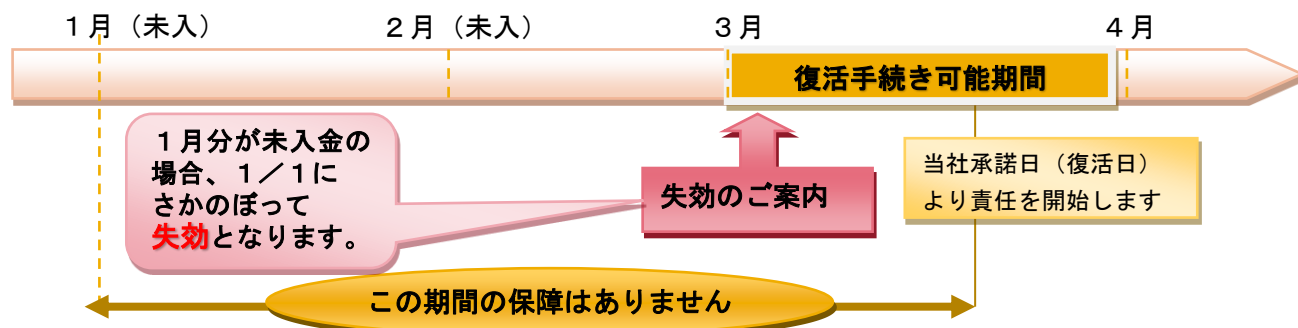 １月（未入）
２月（未入）
３月
４月
復活手続き可能期間
１月分が未入金の
場合、１／１に
さかのぼって
失効となります。
失効のご案内
当社承諾日（復活日）
より責任を開始します
この期間の保障はありません